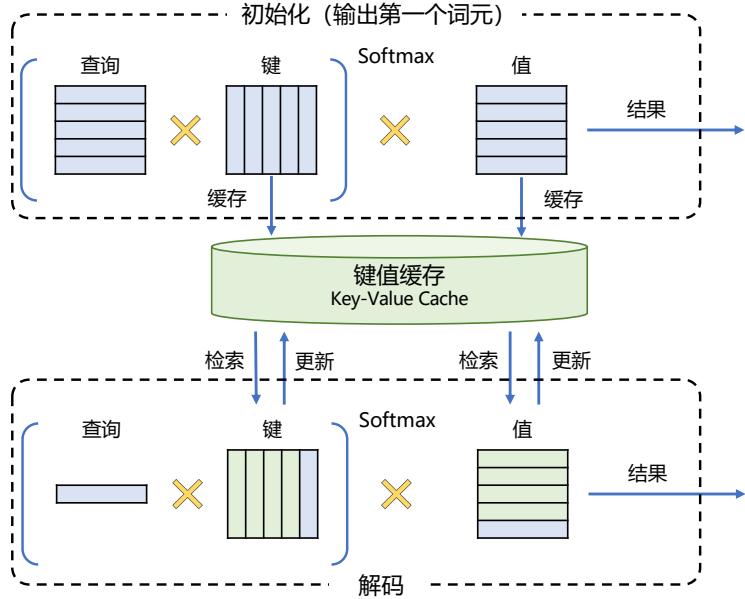 初始化（输出第一个词元）
查询
键
Softmax
值
结果
缓存
缓存
键值缓存
Key-Value Cache
检索
更新
检索
更新
查询
键
Softmax
值
结果
解码